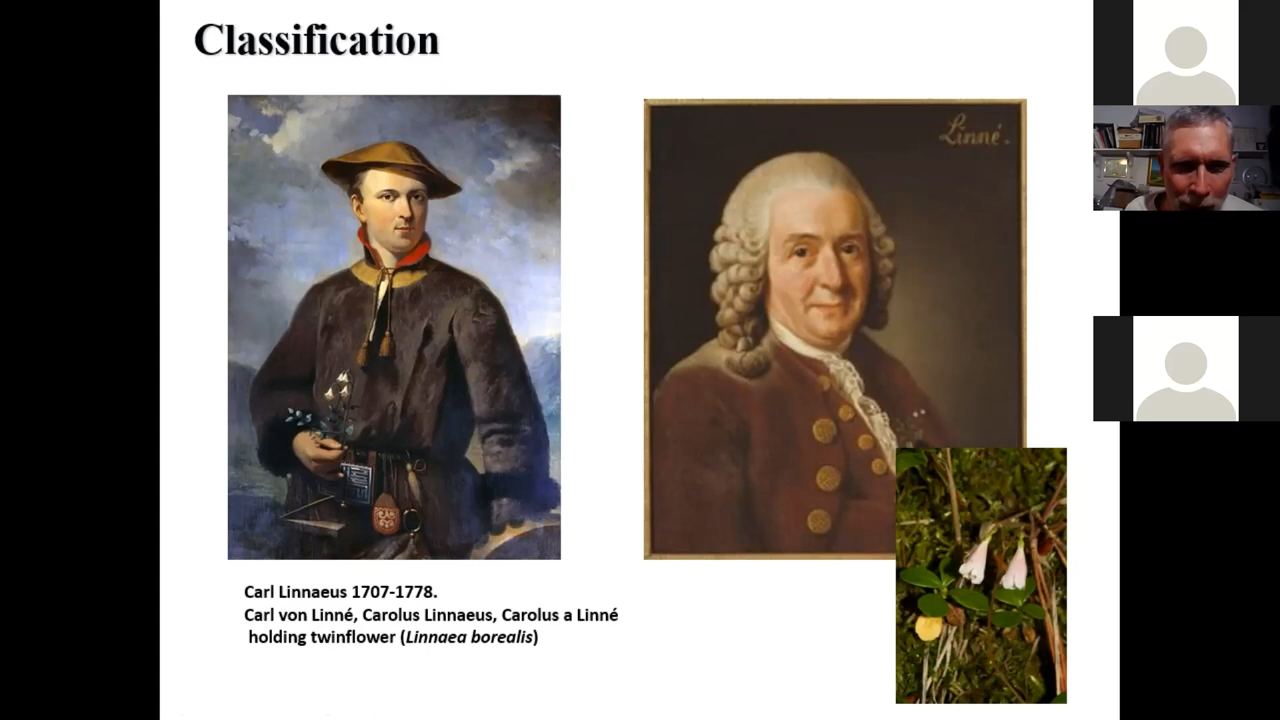 Classification
Linné.
Carl Linnaeus 1707-1778.
Carl von Linné, Carolus Linnaeus, Carolus a Linné
holding twinflower (Linnaea borealis)